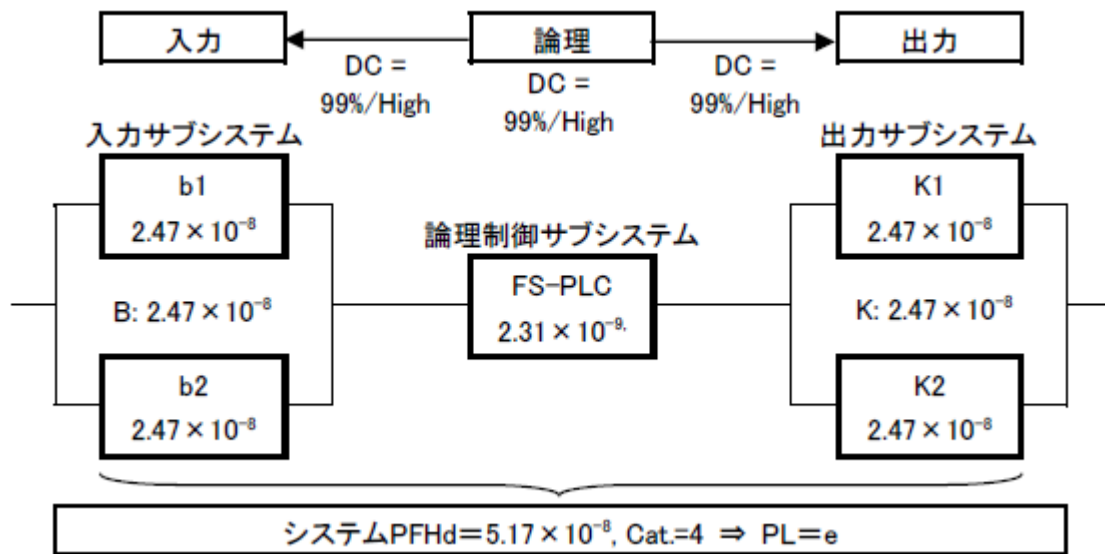 入力
論理
出力
DC =
99%/High
DC =
99%/High
DC =
99%/High
入力サブシステム
b1
2.47×10⁻⁸
B: 2.47×10⁻⁸
b2
2.47×10⁻⁸
論理制御サブシステム
FS-PLC
2.31×10⁻⁹,
出力サブシステム
K1
2.47×10⁻⁸
K: 2.47×10⁻⁸
K2
2.47×10⁻⁸
システムPFHd=5.17×10⁻⁸, Cat.=4 ⇒ PL=e